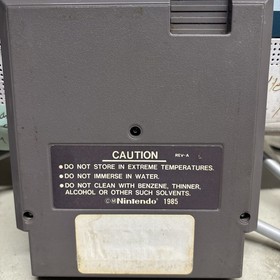 CAUTION
REV-A
•DO NOT STORE IN EXTREME TEMPERATURES.
•DO NOT IMMERSE IN WATER.
•DO NOT CLEAN WITH BENZENE, THINNER,
ALCOHOL OR OTHER SUCH SOLVENTS.
©ⓂNintendo 1985